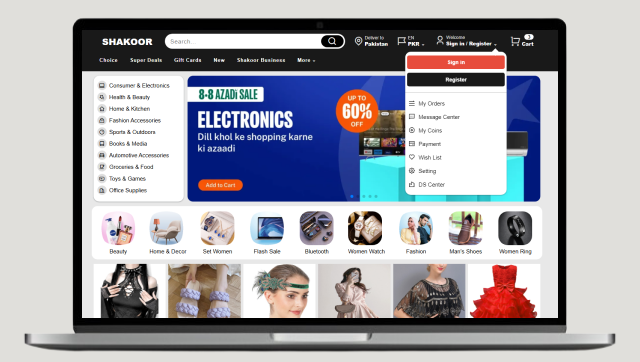 SHAKOOR
Search...
Deliver to
Pakistan
EN
PKR
Welcome
Sign in / Register
3
Cart
Choice
Super Deals
Gift Cards
New
Shakoor Business
More
Sign in
Register
My Orders
Message Center
My Coins
Payment
Wish List
Setting
DS Center
Consumer & Electronics
Health & Beauty
Home & Kitchen
Fashion Accessories
Sports & Outdoors
Books & Media
Automotive Accessories
Groceries & Food
Toys & Games
Office Supplies
8·8 AZADi SALE
ELECTRONICS
Dill khol ke shopping karne
ki azaadi
Add to Cart
UP TO
60%
OFF
Beauty
Home & Decor
Set Women
Flash Sale
Bluetooth
Women Watch
Fashion
Man's Shoes
Women Ring